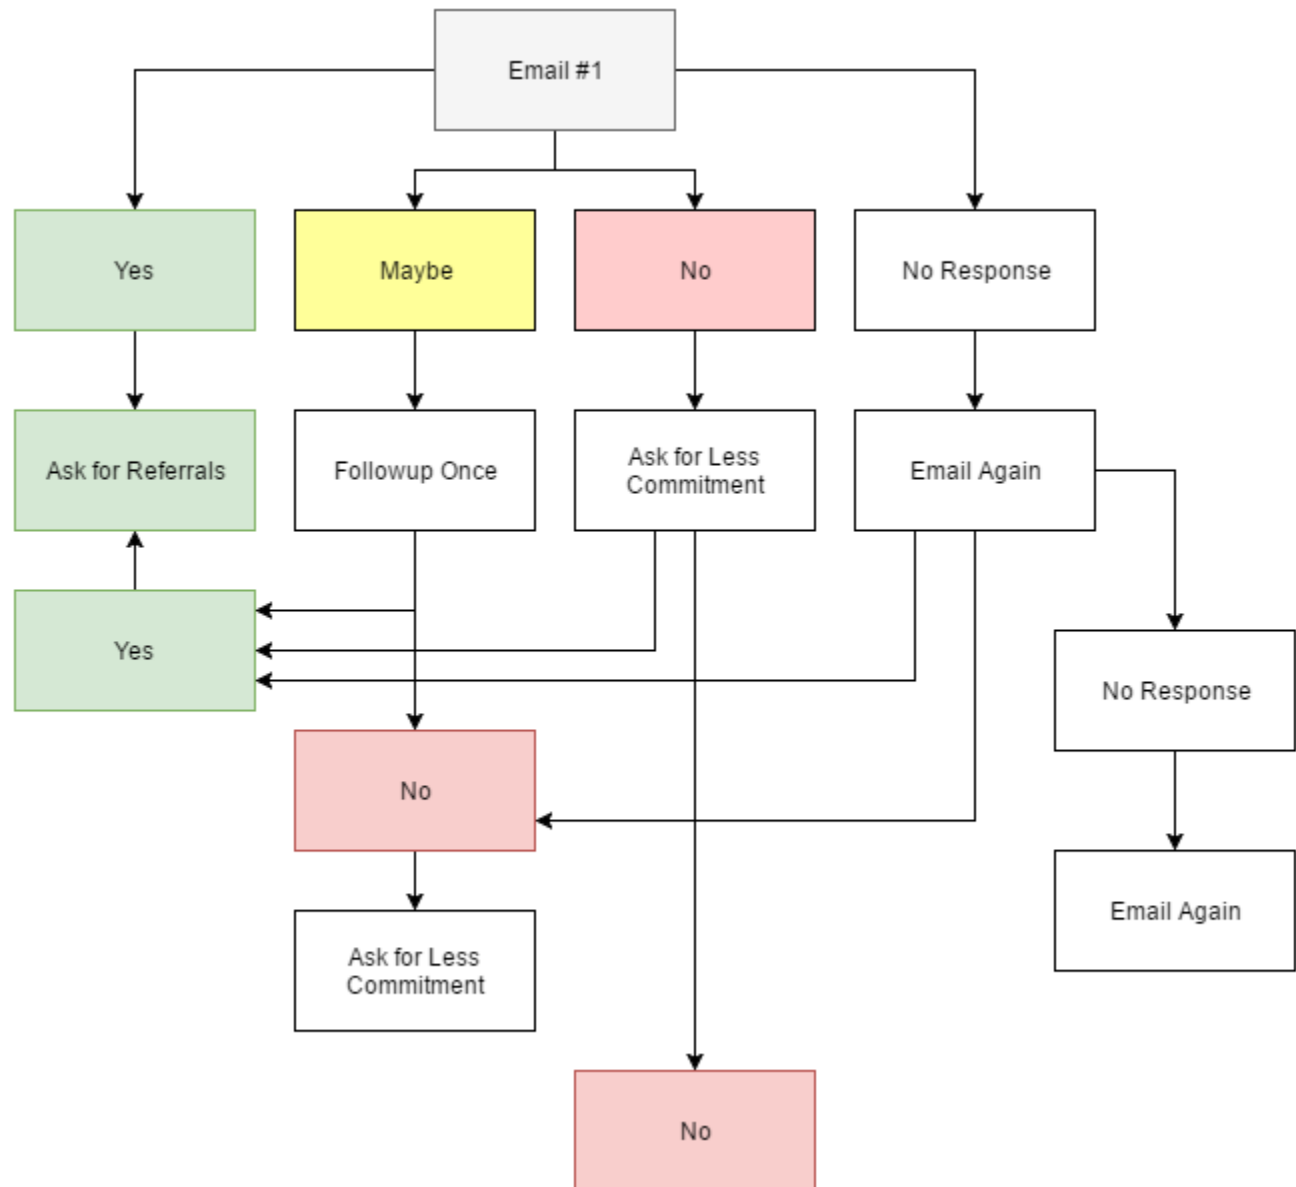 Email #1
Yes
Maybe
No
No Response
Ask for Referrals
Followup Once
Ask for Less
Commitment
Email Again
Yes
No Response
No
Email Again
Ask for Less
Commitment
No